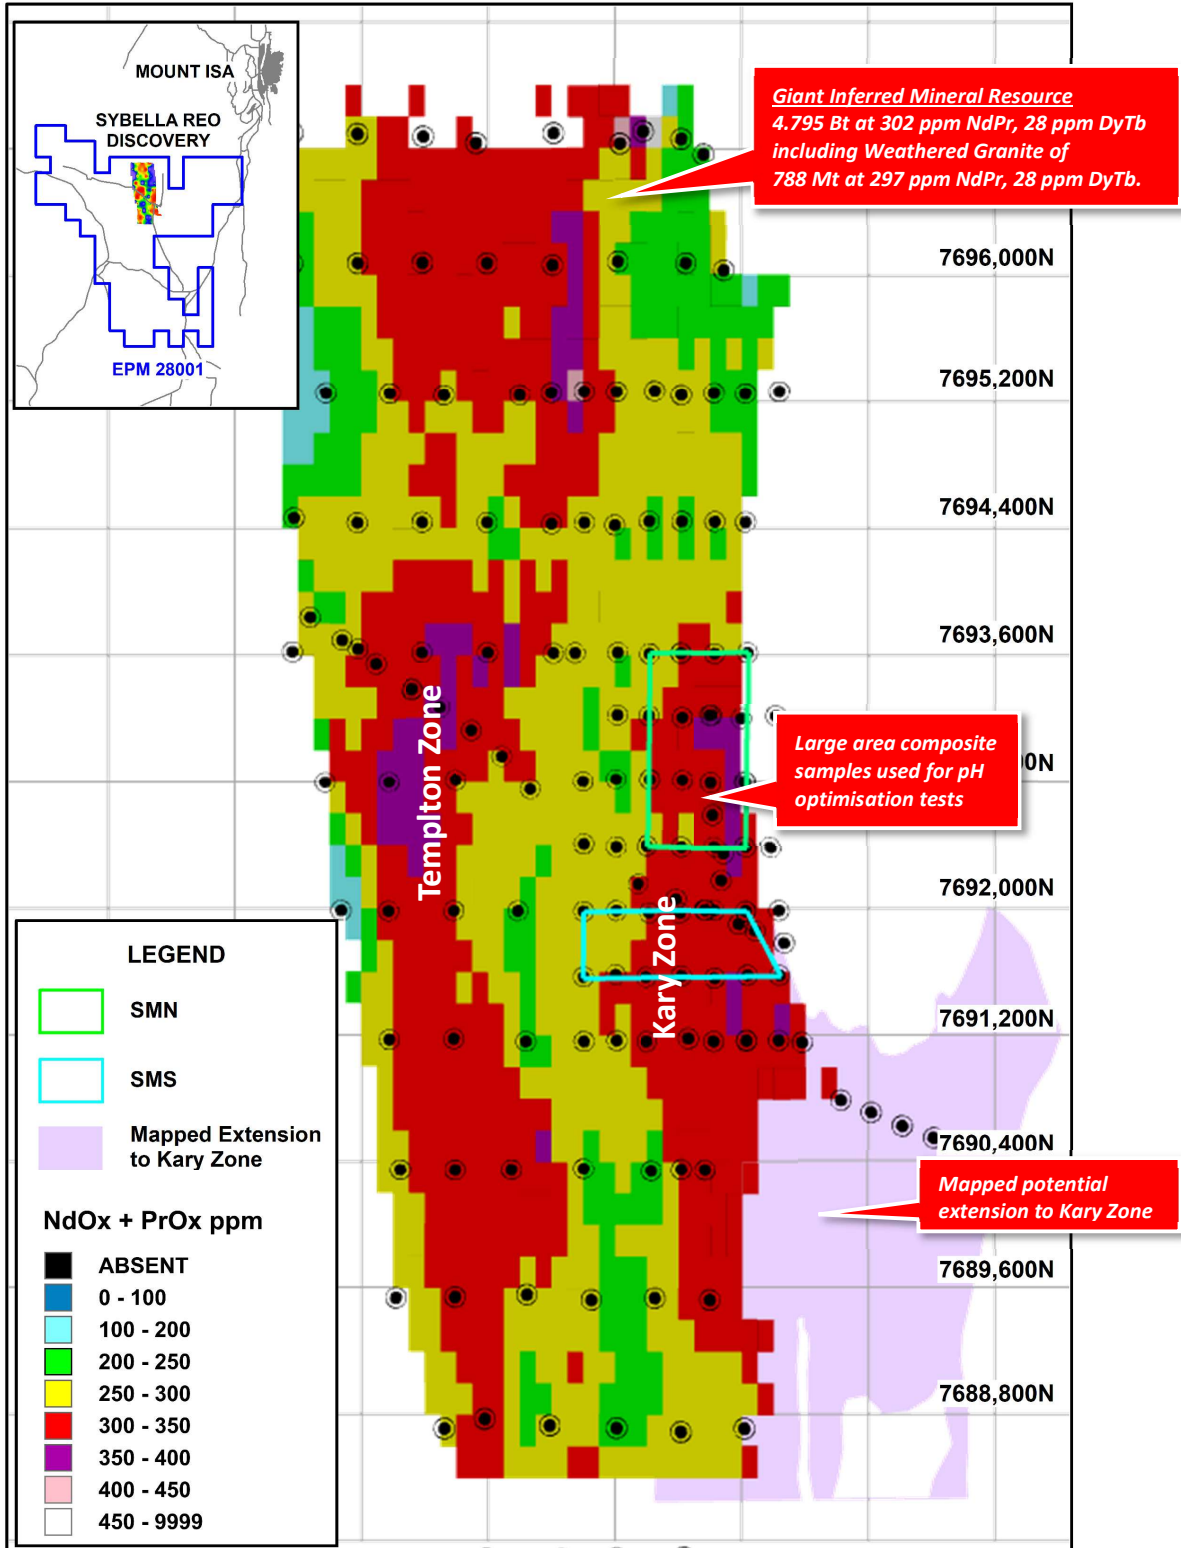 MOUNT ISA
SYBELLA REO
DISCOVERY
EPM 28001
Giant Inferred Mineral Resource
4.795 Bt at 302 ppm NdPr, 28 ppm DyTb
including Weathered Granite of
788 Mt at 297 ppm NdPr, 28 ppm DyTb.
7696,000N
7695,200N
7694,400N
7693,600N
Templton Zone
Large area composite
samples used for pH
optimisation tests
00N
7692,000N
Kary Zone
7691,200N
7690,400N
Mapped potential
extension to Kary Zone
7689,600N
7688,800N
LEGEND
SMN
SMS
Mapped Extension
to Kary Zone
NdOx + PrOx ppm
ABSENT
0 - 100
100 - 200
200 - 250
250 - 300
300 - 350
350 - 400
400 - 450
450 - 9999